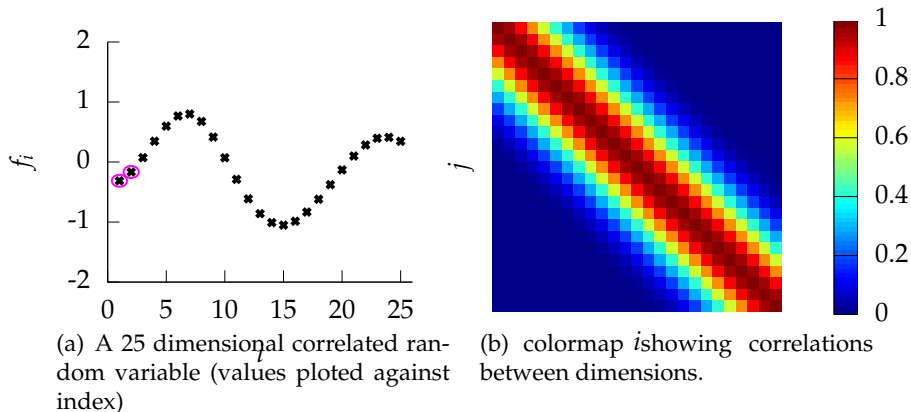 2
1
0
-1
-2
f_i
0 5 10 15 20 25
i
(a) A 25 dimensional correlated ran-
dom variable (values ploted against
index)
j
i
1
0.8
0.6
0.4
0.2
0
(b) colormap showing correlations
between dimensions.